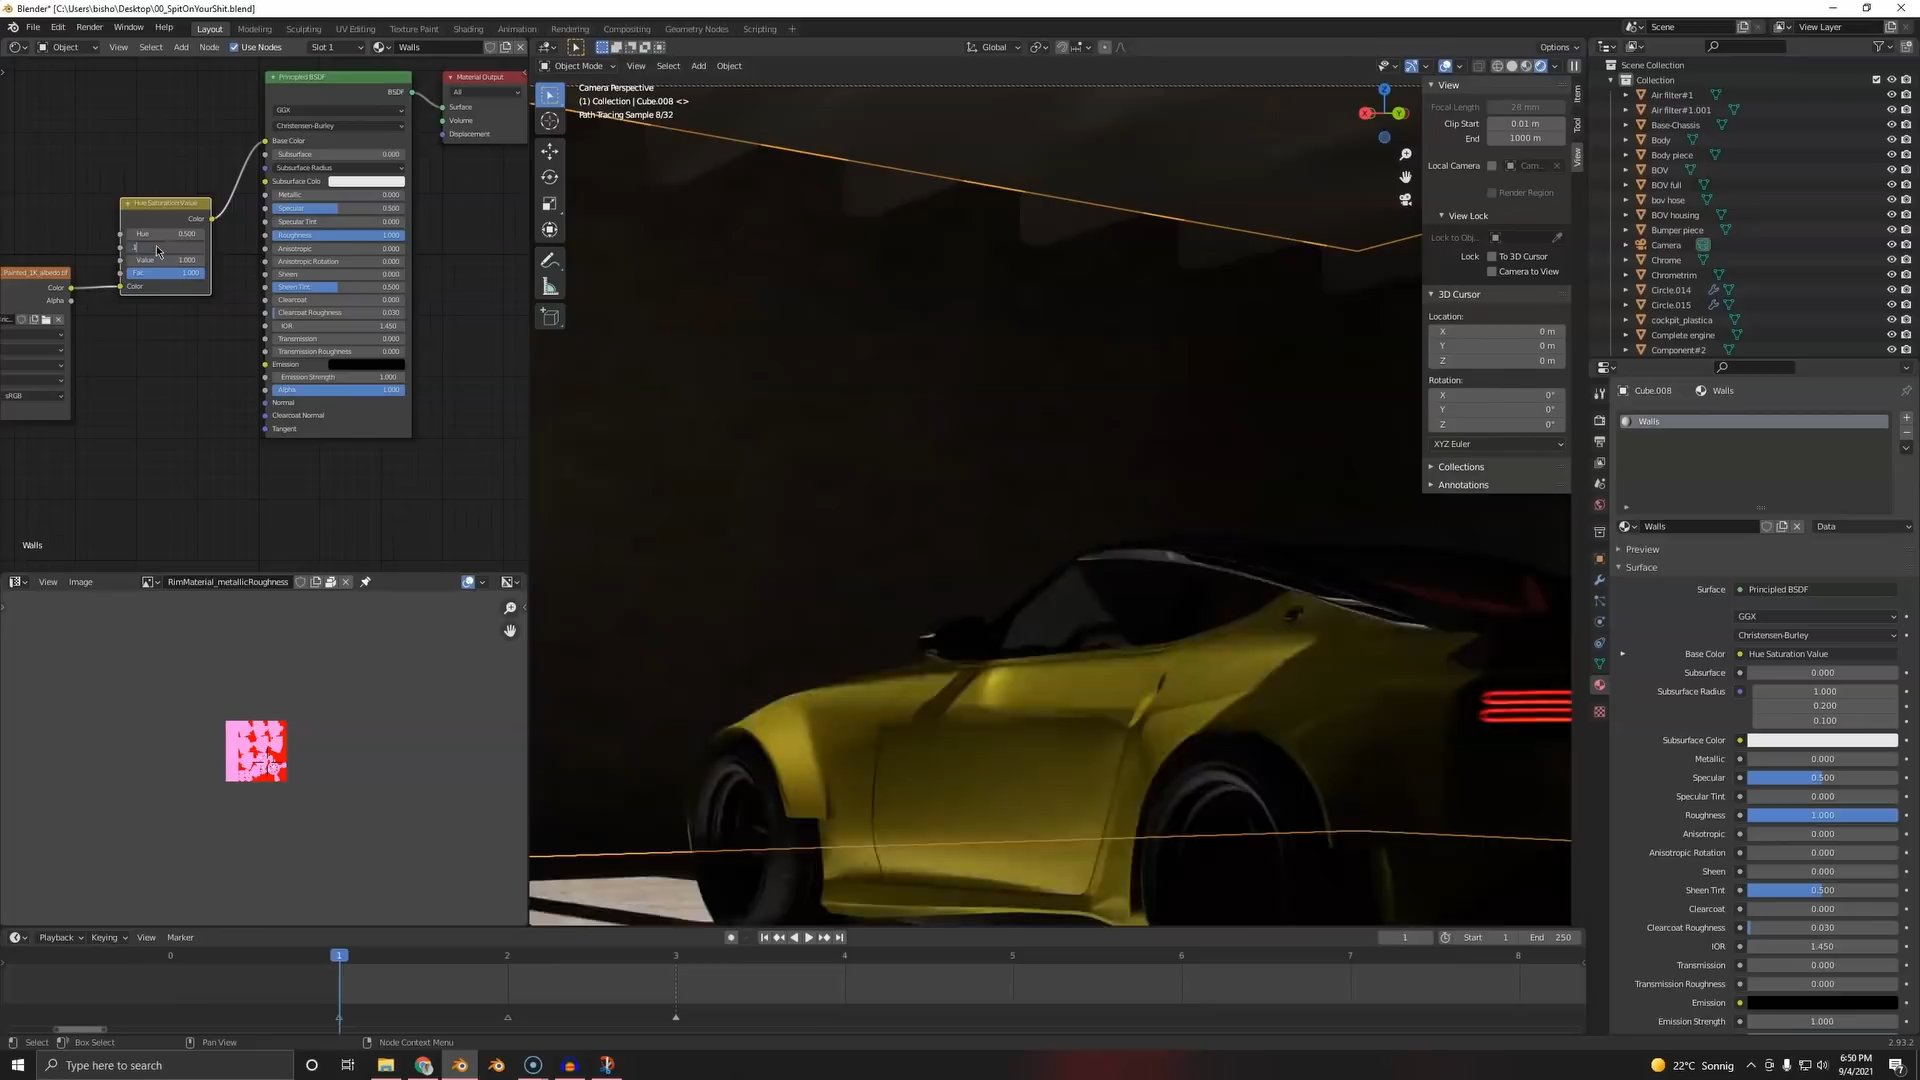 Blender* [C:\Users\bisho\Desktop\00_SpitOnYourShit.blend]
File Edit Render Window Help
Layout Modeling Sculpting UV Editing Texture Paint Shading Animation Rendering Compositing Geometry Nodes Scripting +
Scene
View Layer
Object View Select Add Node Use Nodes Slot 1 Walls
Global
Options
Object Mode View Select Add Object
Camera Perspective
(1) Collection | Cube.008 <>
Path Tracing Sample 8/32
Principled BSDF
BSDF
GGX
Christensen-Burley
Base Color
Subsurface 0.000
Subsurface Radius
Subsurface Colo
Metallic 0.000
Specular 0.500
Specular Tint 0.000
Roughness 1.000
Anisotropic 0.000
Anisotropic Rotation 0.000
Sheen 0.000
Sheen Tint 0.500
Clearcoat 0.000
Clearcoat Roughness 0.030
IOR 1.450
Transmission 0.000
Transmission Roughness 0.000
Emission
Emission Strength 1.000
Alpha 1.000
Normal
Clearcoat Normal
Tangent
Material Output
All
Surface
Volume
Displacement
Hue Saturation Value
Color
Hue 0.500
Value 1.000
Fac 1.000
Color
Painted_1K_albedo.tif
Color
Alpha
sRGB
Walls
View Image RimMaterial_metallicRoughness
View
Focal Length 28 mm
Clip Start 0.01 m
End 1000 m
Local Camera Cam...
Render Region
View Lock
Lock to Obj...
Lock To 3D Cursor
Camera to View
3D Cursor
Location:
X 0 m
Y 0 m
Z 0 m
Rotation:
X 0°
Y 0°
Z 0°
XYZ Euler
Collections
Annotations
Item
Tool
View
Scene Collection
Collection
Air filter#1
Air filter#1.001
Base-Chassis
Body
Body piece
BOV
BOV full
bov hose
BOV housing
Bumper piece
Camera
Chrome
Chrometrim
Circle.014
Circle.015
cockpit_plastica
Complete engine
Component#2
Cube.008 Walls
Walls
Walls Data
Preview
Surface
Surface Principled BSDF
GGX
Christensen-Burley
Base Color Hue Saturation Value
Subsurface 0.000
Subsurface Radius 1.000
0.200
0.100
Subsurface Color
Metallic 0.000
Specular 0.500
Specular Tint 0.000
Roughness 1.000
Anisotropic 0.000
Anisotropic Rotation 0.000
Sheen 0.000
Sheen Tint 0.500
Clearcoat 0.000
Clearcoat Roughness 0.030
IOR 1.450
Transmission 0.000
Transmission Roughness 0.000
Emission
Emission Strength 1.000
Playback Keying View Marker
1 Start 1 End 250
0 1 2 3 4 5 6 7 8
Select Box Select Pan View Node Context Menu
2.93.2
Type here to search
22°C Sonnig
6:50 PM
9/4/2021